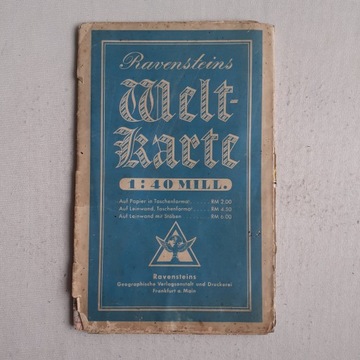 Ravensteins
Welt-
Karte
1:40 MILL.
Auf Papier in Taschenformat . . . . RM 2.00
Auf Leinwand, Taschenformat . . . . RM 4.50
Auf Leinwand mit Stäben . . . . . RM 6.00
Ravensteins
Geographische Verlagsanstalt und Druckerei
Frankfurt a. Main